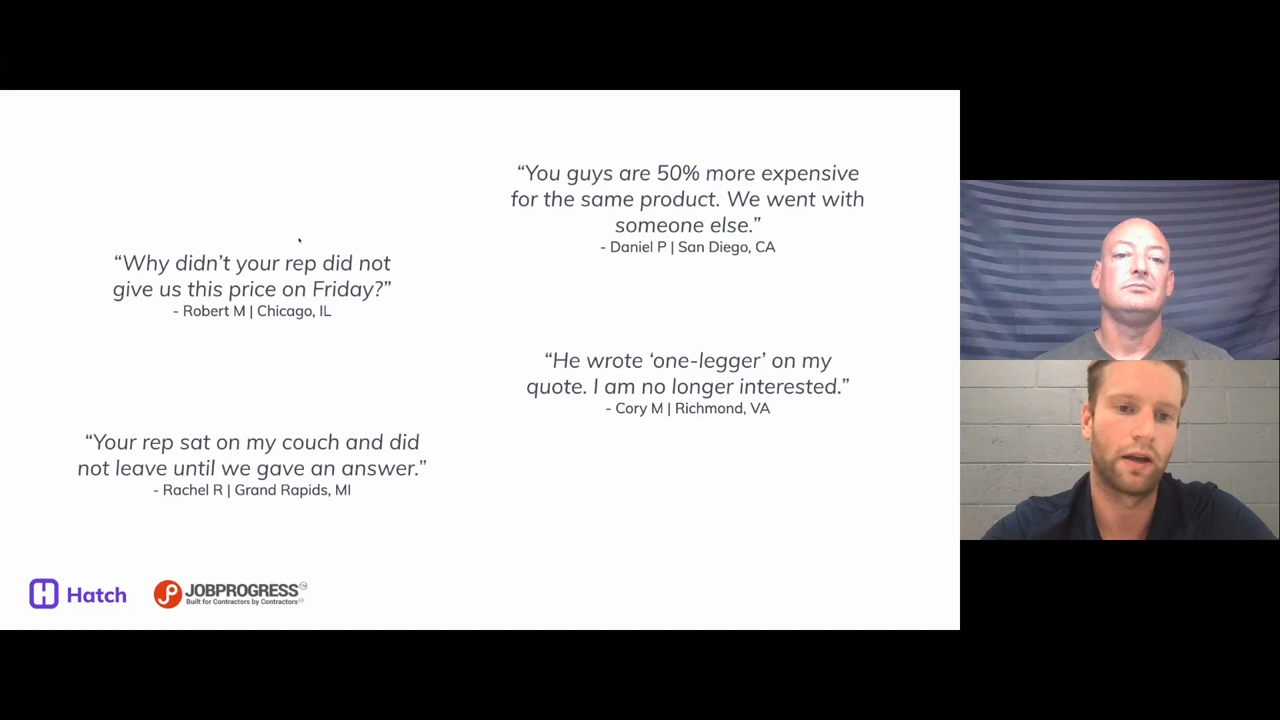 “Why didn’t your rep did not
give us this price on Friday?”
- Robert M | Chicago, IL
“Your rep sat on my couch and did
not leave until we gave an answer.”
- Rachel R | Grand Rapids, MI
“You guys are 50% more expensive
for the same product. We went with
someone else.”
- Daniel P | San Diego, CA
“He wrote ‘one-legger’ on my
quote. I am no longer interested.”
- Cory M | Richmond, VA
Hatch
JOBPROGRESS
Built for Contractors by Contractors